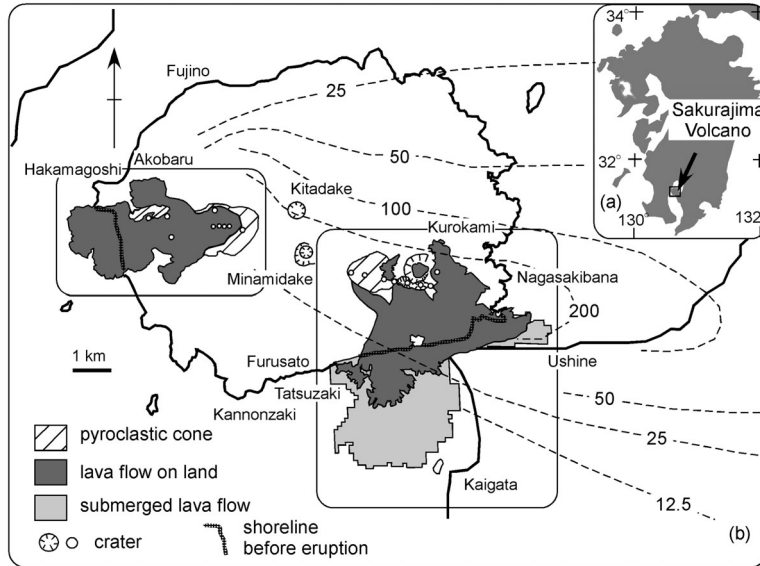 34°
Sakurajima
Volcano
32°
(a)
130°
132
Fujino
25
Hakamagoshi
Akobaru
50
Kitadake
100
Kurokami
Minamidake
Nagasakibana
200
1 km
Furusato
Ushine
Tatsuzaki
Kannonzaki
50
25
Kaigata
12.5
(b)
pyroclastic cone
lava flow on land
submerged lava flow
crater
shoreline
before eruption